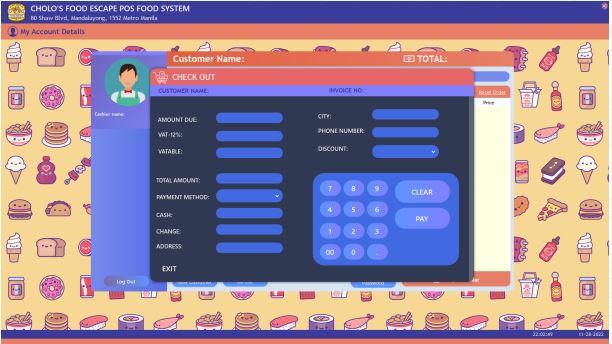 CHOLO'S FOOD ESCAPE POS FOOD SYSTEM
80 Shaw Blvd, Mandaluyong, 1552 Metro Manila
My Account Details
Customer Name:
TOTAL:
CHECK OUT
CUSTOMER NAME:
INVOICE NO:
Reset Order
Price
Cashier name:
AMOUNT DUE:
CITY:
VAT-12%:
PHONE NUMBER:
VATABLE:
DISCOUNT:
TOTAL AMOUNT:
PAYMENT METHOD:
CASH:
CHANGE:
ADDRESS:
7 8 9 CLEAR
4 5 6 PAY
1 2 3
00 0 .
EXIT
Log Out
22:02:49 11-28-2022